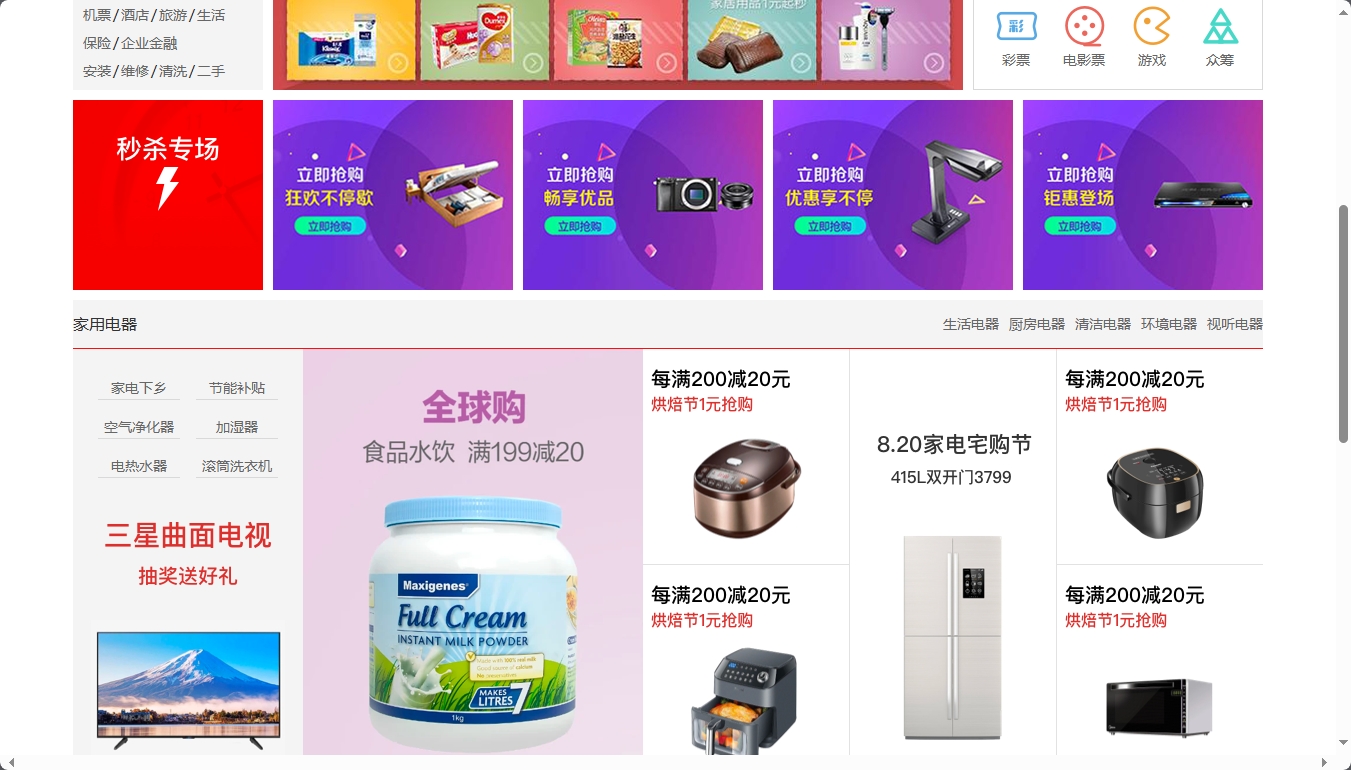 机票/酒店/旅游/生活
保险/企业金融
安装/维修/清洗/二手
家居用品1元起秒
彩
彩票
电影票
游戏
众筹
秒杀专场
立即抢购
狂欢不停歇
立即抢购
立即抢购
畅享优品
立即抢购
立即抢购
优惠享不停
立即抢购
立即抢购
钜惠登场
立即抢购
家用电器
生活电器 厨房电器 清洁电器 环境电器 视听电器
家电下乡 节能补贴
空气净化器 加湿器
电热水器 滚筒洗衣机
三星曲面电视
抽奖送好礼
全球购
食品水饮 满199减20
Maxigenes
Full Cream
INSTANT MILK POWDER
Made with 100% real milk
Good source of calcium
No preservatives
MAKES
LITRES 7
1kg
每满200减20元
烘焙节1元抢购
每满200减20元
烘焙节1元抢购
8.20家电宅购节
415L双开门3799
每满200减20元
烘焙节1元抢购
每满200减20元
烘焙节1元抢购